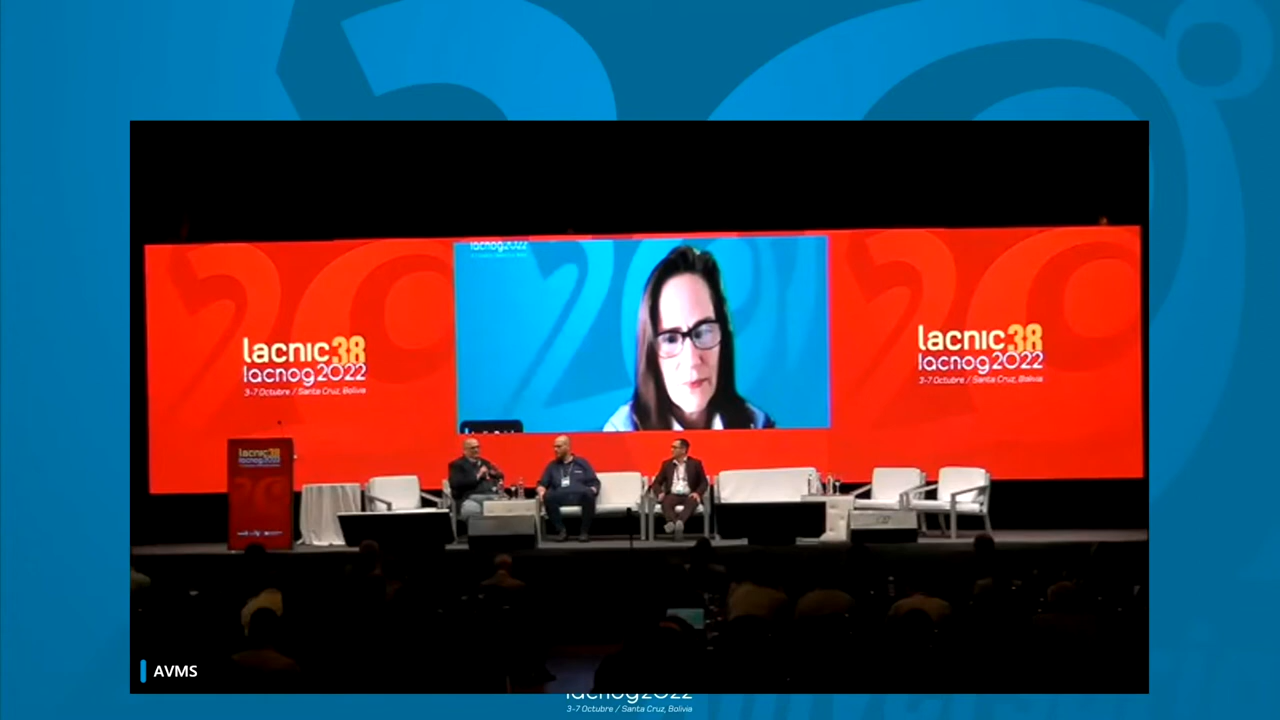 lacnog2022
lacnic38
lacnog2022
3-7 Octubre / Santa Cruz, Bolivia
lacnic38
lacnog2022
3-7 Octubre / Santa Cruz, Bolivia
lacnic38
lacnog2022
AVMS
lacnog2022
3-7 Octubre / Santa Cruz, Bolivia